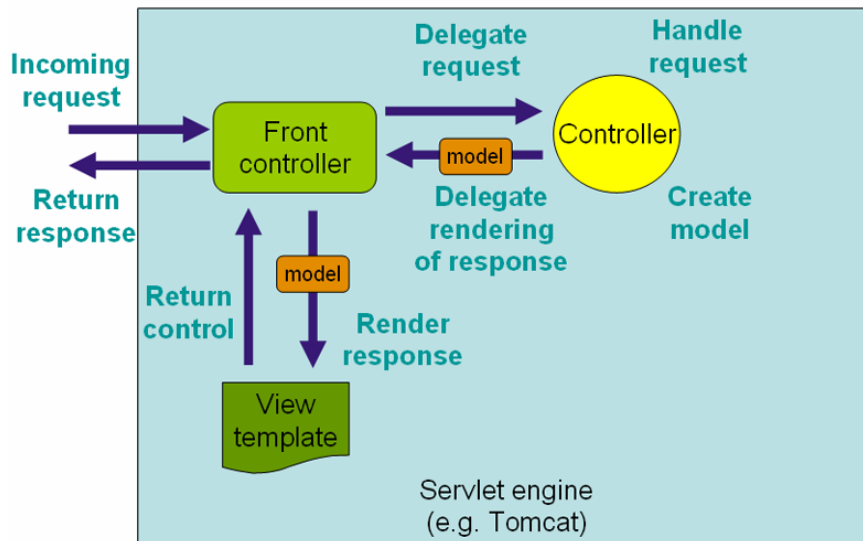 Incoming
request
Return
response
Front
controller
Delegate
request
Handle
request
Controller
model
Delegate
rendering
of response
Create
model
model
Return
control
Render
response
View
template
Servlet engine
(e.g. Tomcat)